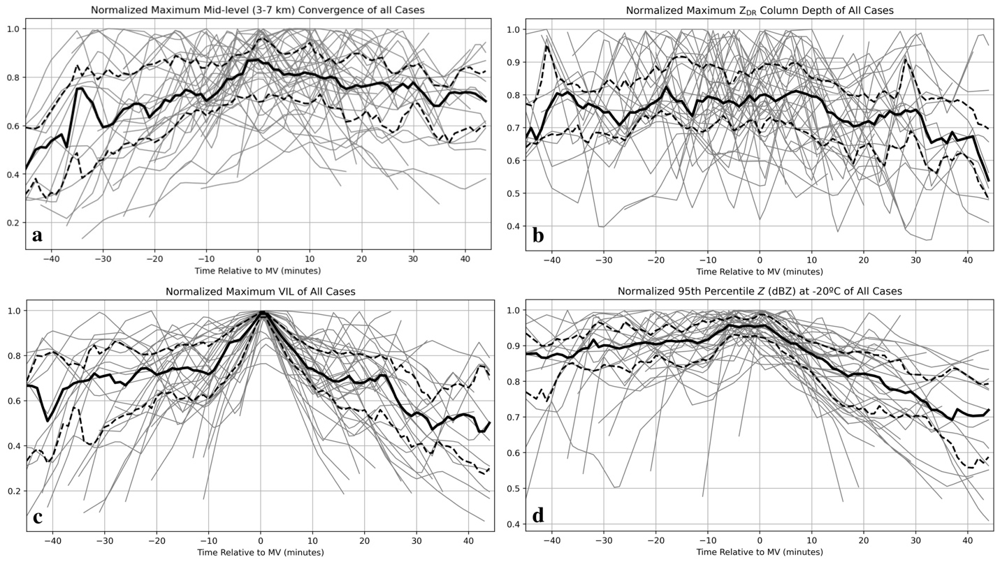 Normalized Maximum Mid-level (3-7 km) Convergence of all Cases
1.0
0.8
0.6
0.4
0.2
a
−40 −30 −20 −10 0 10 20 30 40
Time Relative to MV (minutes)
Normalized Maximum Z_DR Column Depth of All Cases
1.0
0.9
0.8
0.7
0.6
0.5
0.4
b
−40 −30 −20 −10 0 10 20 30 40
Time Relative to MV (minutes)
Normalized Maximum VIL of All Cases
1.0
0.8
0.6
0.4
0.2
c
−40 −30 −20 −10 0 10 20 30 40
Time Relative to MV (minutes)
Normalized 95th Percentile Z (dBZ) at -20ºC of All Cases
1.0
0.9
0.8
0.7
0.6
0.5
0.4
d
−40 −30 −20 −10 0 10 20 30 40
Time Relative to MV (minutes)